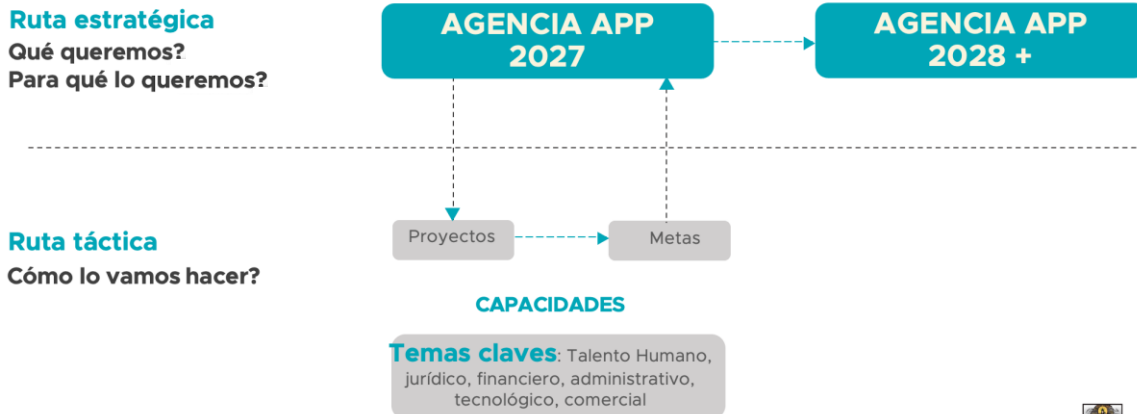 Ruta estratégica
Qué queremos?
Para qué lo queremos?
AGENCIA APP
2027
AGENCIA APP
2028 +
Ruta táctica
Cómo lo vamos hacer?
Proyectos
Metas
CAPACIDADES
Temas claves: Talento Humano,
jurídico, financiero, administrativo,
tecnológico, comercial